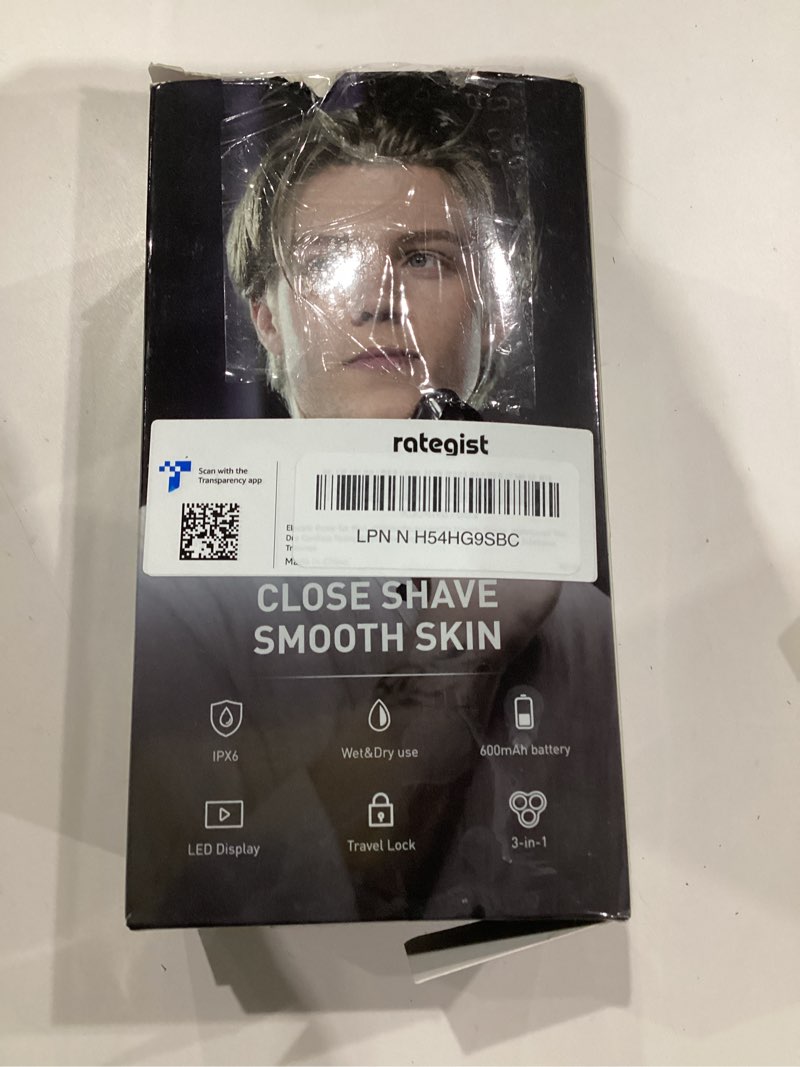 rategist
Scan with the
Transparency app
LPN N H54HG9SBC
CLOSE SHAVE
SMOOTH SKIN
IPX6
Wet&Dry use
600mAh battery
LED Display
Travel Lock
3-in-1